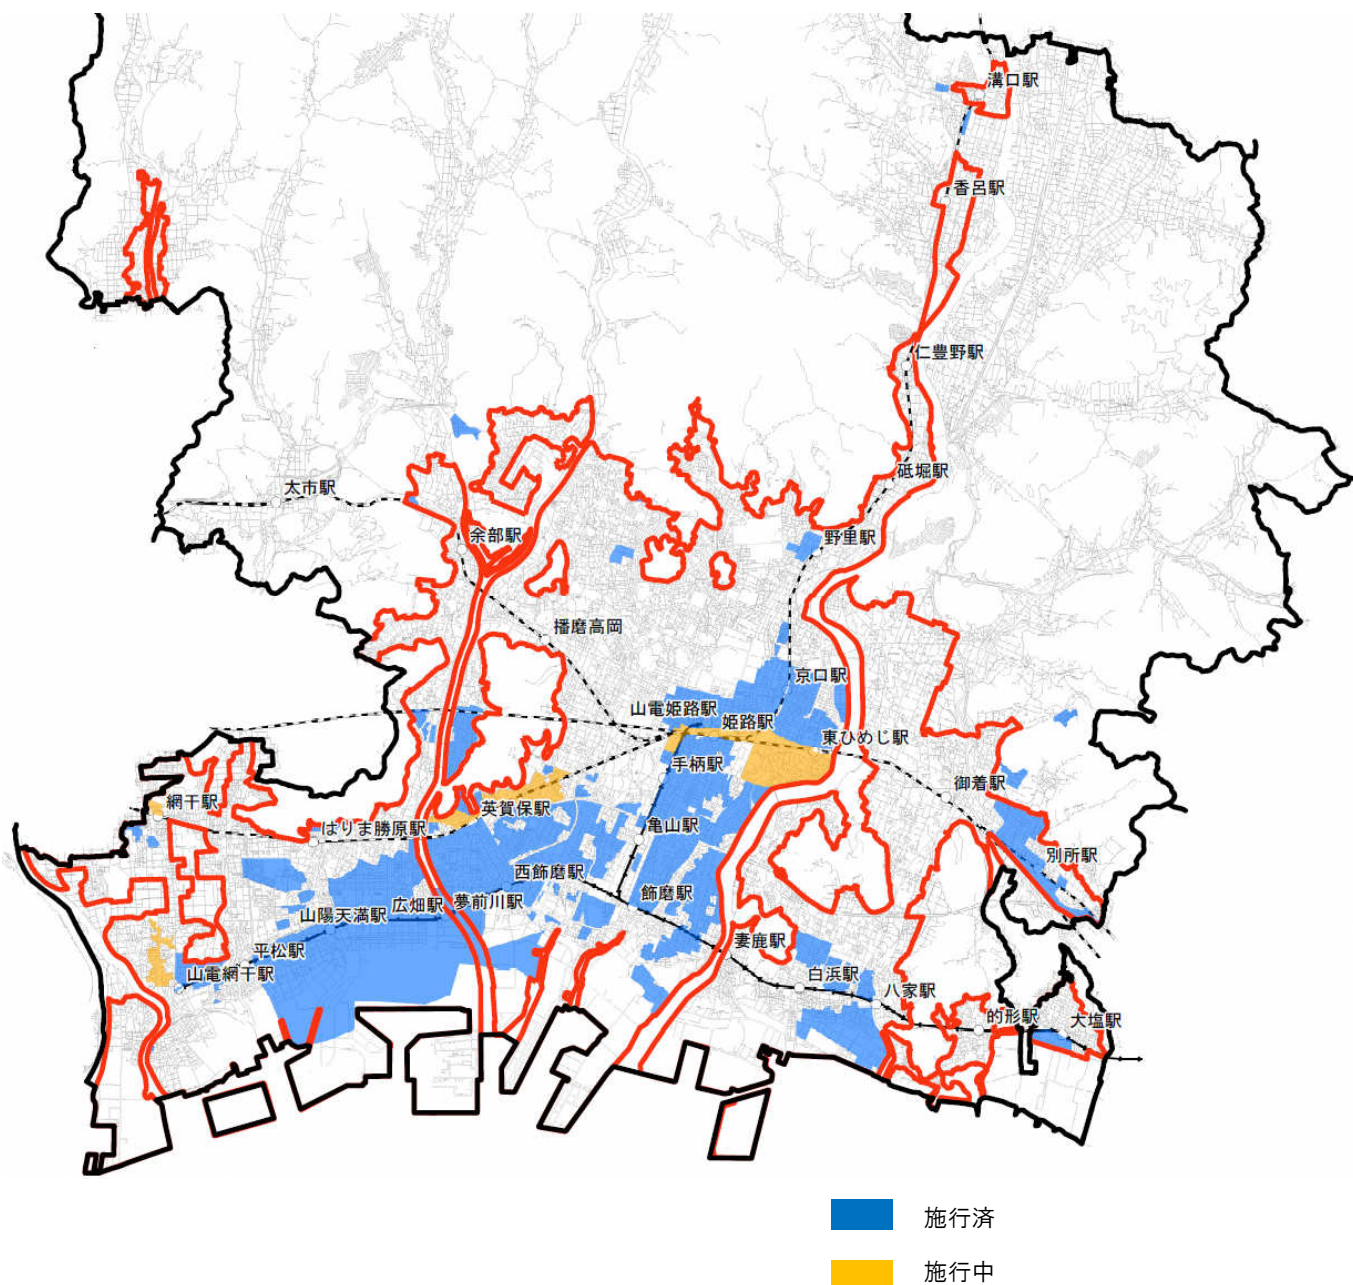 溝口駅
香呂駅
仁豊野駅
砥堀駅
太市駅
余部駅
野里駅
播磨高岡
京口駅
山電姫路駅
姫路駅
東ひめじ駅
手柄駅
御着駅
網干駅
英賀保駅
はりま勝原駅
亀山駅
別所駅
西飾磨駅
飾磨駅
広畑駅
夢前川駅
山陽天満駅
妻鹿駅
平松駅
山電網干駅
白浜駅
八家駅
的形駅
大塩駅
施行済
施行中